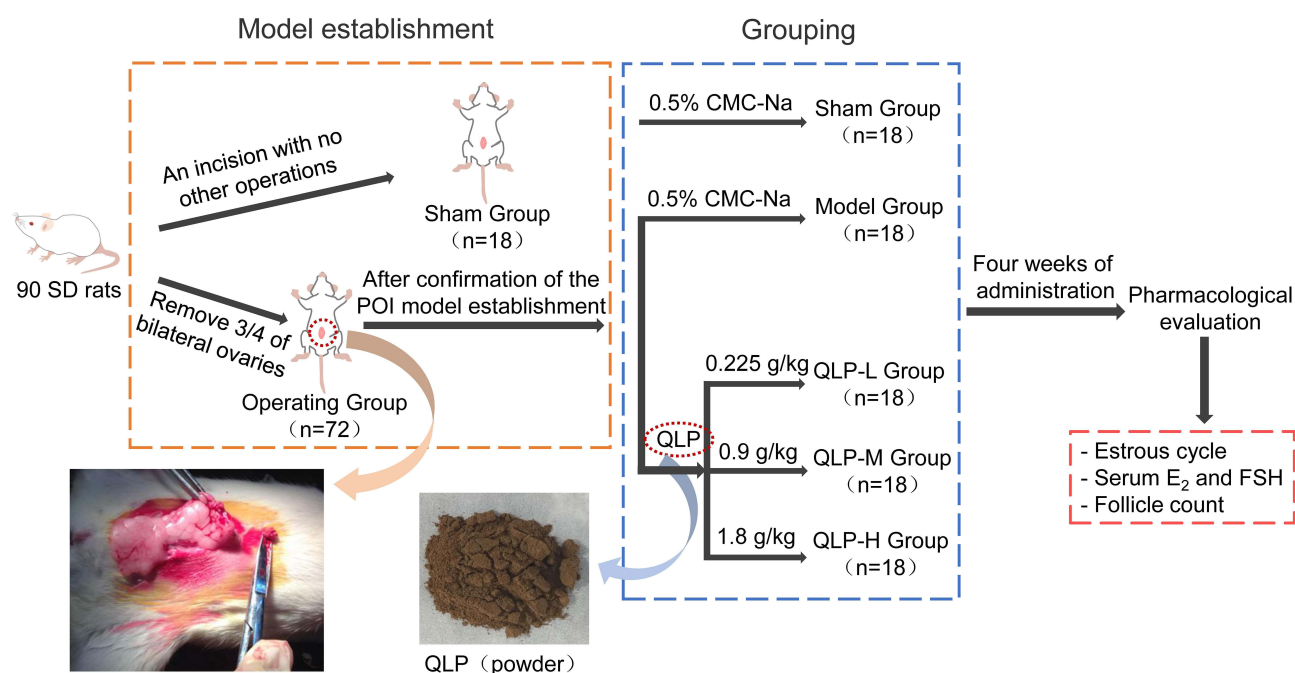 Model establishment
Grouping
90 SD rats
An incision with no
other operations
Sham Group
（n=18）
Remove 3/4 of
bilateral ovaries
Operating Group
（n=72）
After confirmation of the
POI model establishment
0.5% CMC-Na
Sham Group
（n=18）
0.5% CMC-Na
Model Group
（n=18）
QLP
0.225 g/kg
QLP-L Group
（n=18）
0.9 g/kg
QLP-M Group
（n=18）
1.8 g/kg
QLP-H Group
（n=18）
QLP（powder）
Four weeks of
administration
Pharmacological
evaluation
- Estrous cycle
- Serum E₂ and FSH
- Follicle count